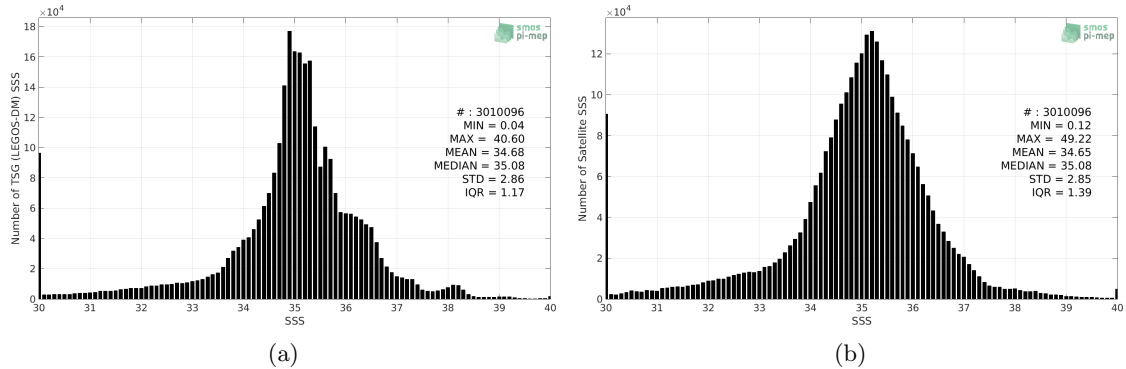 ×10⁴
18
16
14
12
10
8
6
4
2
0
Number of TSG (LEGOS-DM) SSS
30 31 32 33 34 35 36 37 38 39 40
SSS
smos
pi-mep
# : 3010096
MIN = 0.04
MAX = 40.60
MEAN = 34.68
MEDIAN = 35.08
STD = 2.86
IQR = 1.17
(a)
×10⁴
12
10
8
6
4
2
0
Number of Satellite SSS
30 31 32 33 34 35 36 37 38 39 40
SSS
smos
pi-mep
# : 3010096
MIN = 0.12
MAX = 49.22
MEAN = 34.65
MEDIAN = 35.08
STD = 2.85
IQR = 1.39
(b)